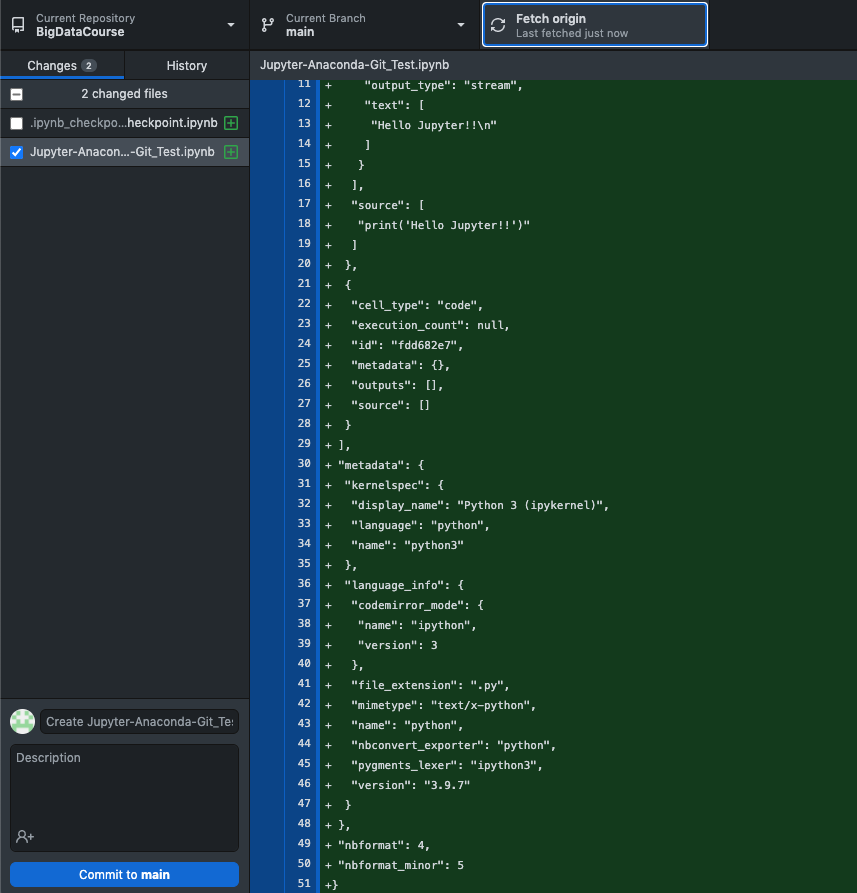 Current Repository
BigDataCourse
Current Branch
main
Fetch origin
Last fetched just now
Changes 2
History
2 changed files
.ipynb_checkpo...heckpoint.ipynb
Jupyter-Anacon...-Git_Test.ipynb
Jupyter-Anaconda-Git_Test.ipynb
11 + "output_type": "stream",
12 + "text": [
13 + "Hello Jupyter!!\n"
14 + ]
15 + }
16 + ],
17 + "source": [
18 + "print('Hello Jupyter!!')"
19 + ]
20 + },
21 + {
22 + "cell_type": "code",
23 + "execution_count": null,
24 + "id": "fdd682e7",
25 + "metadata": {},
26 + "outputs": [],
27 + "source": []
28 + }
29 + ],
30 + "metadata": {
31 + "kernelspec": {
32 + "display_name": "Python 3 (ipykernel)",
33 + "language": "python",
34 + "name": "python3"
35 + },
36 + "language_info": {
37 + "codemirror_mode": {
38 + "name": "ipython",
39 + "version": 3
40 + },
41 + "file_extension": ".py",
42 + "mimetype": "text/x-python",
43 + "name": "python",
44 + "nbconvert_exporter": "python",
45 + "pygments_lexer": "ipython3",
46 + "version": "3.9.7"
47 + }
48 + },
49 + "nbformat": 4,
50 + "nbformat_minor": 5
51 +}
Create Jupyter-Anaconda-Git_Tes
Description
Commit to main